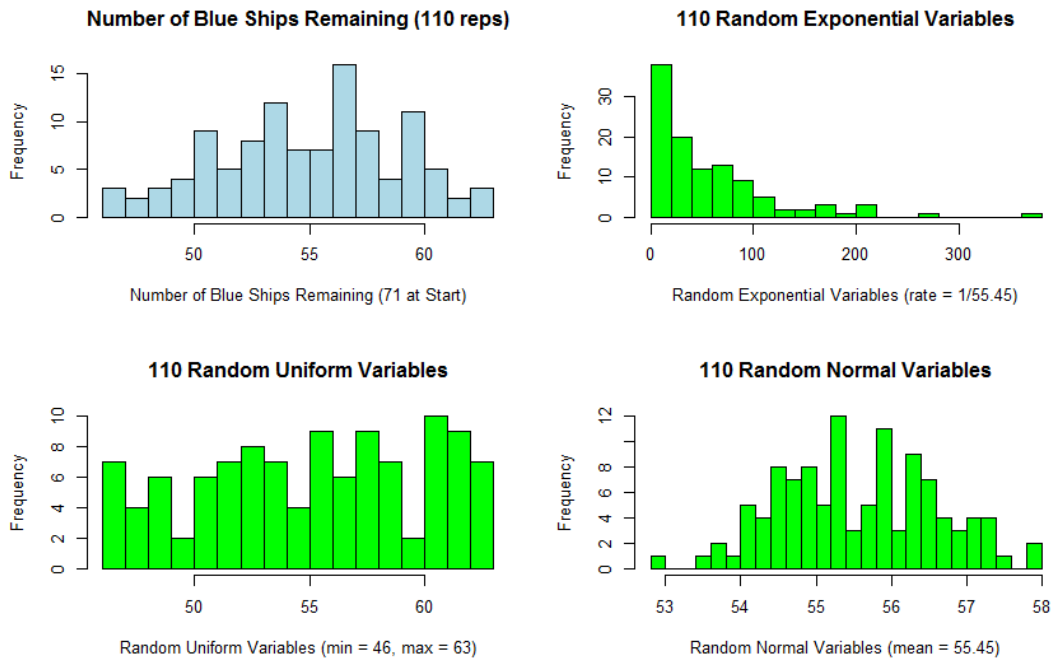 Number of Blue Ships Remaining (110 reps)
Frequency
0 5 10 15
50 55 60
Number of Blue Ships Remaining (71 at Start)
110 Random Exponential Variables
Frequency
0 10 20 30
0 100 200 300
Random Exponential Variables (rate = 1/55.45)
110 Random Uniform Variables
Frequency
0 2 4 6 8 10
50 55 60
Random Uniform Variables (min = 46, max = 63)
110 Random Normal Variables
Frequency
0 2 4 6 8 12
53 54 55 56 57 58
Random Normal Variables (mean = 55.45)